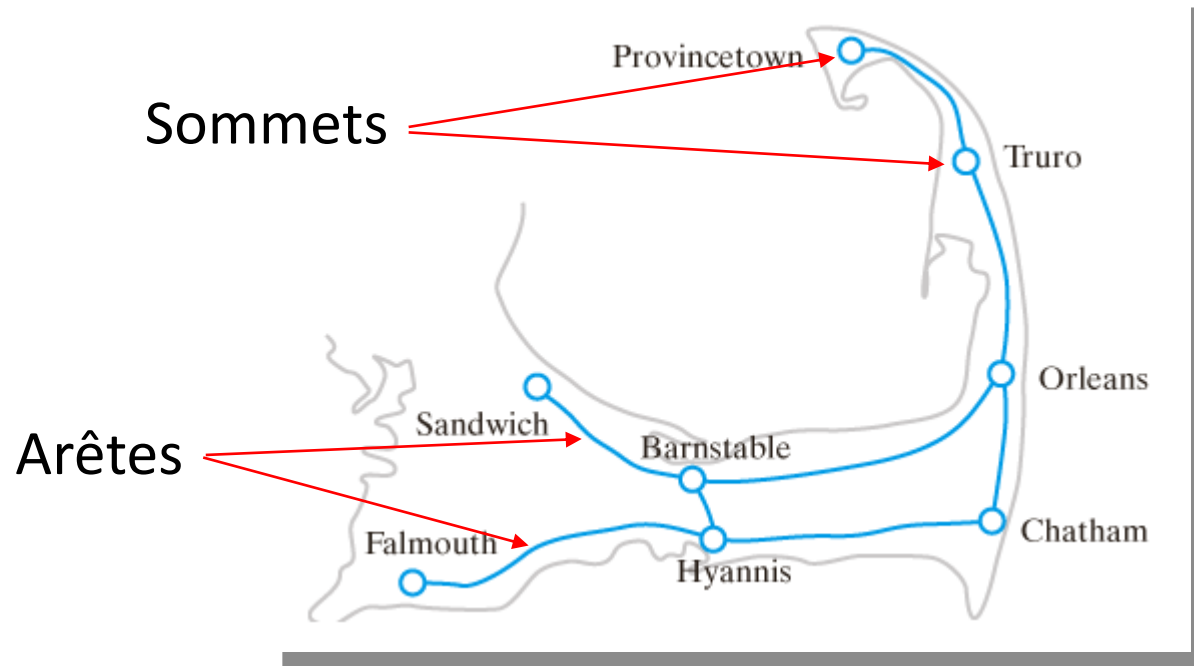 Provincetown
Sommets
Truro
Orleans
Sandwich
Arêtes
Barnstable
Chatham
Falmouth
Hyannis